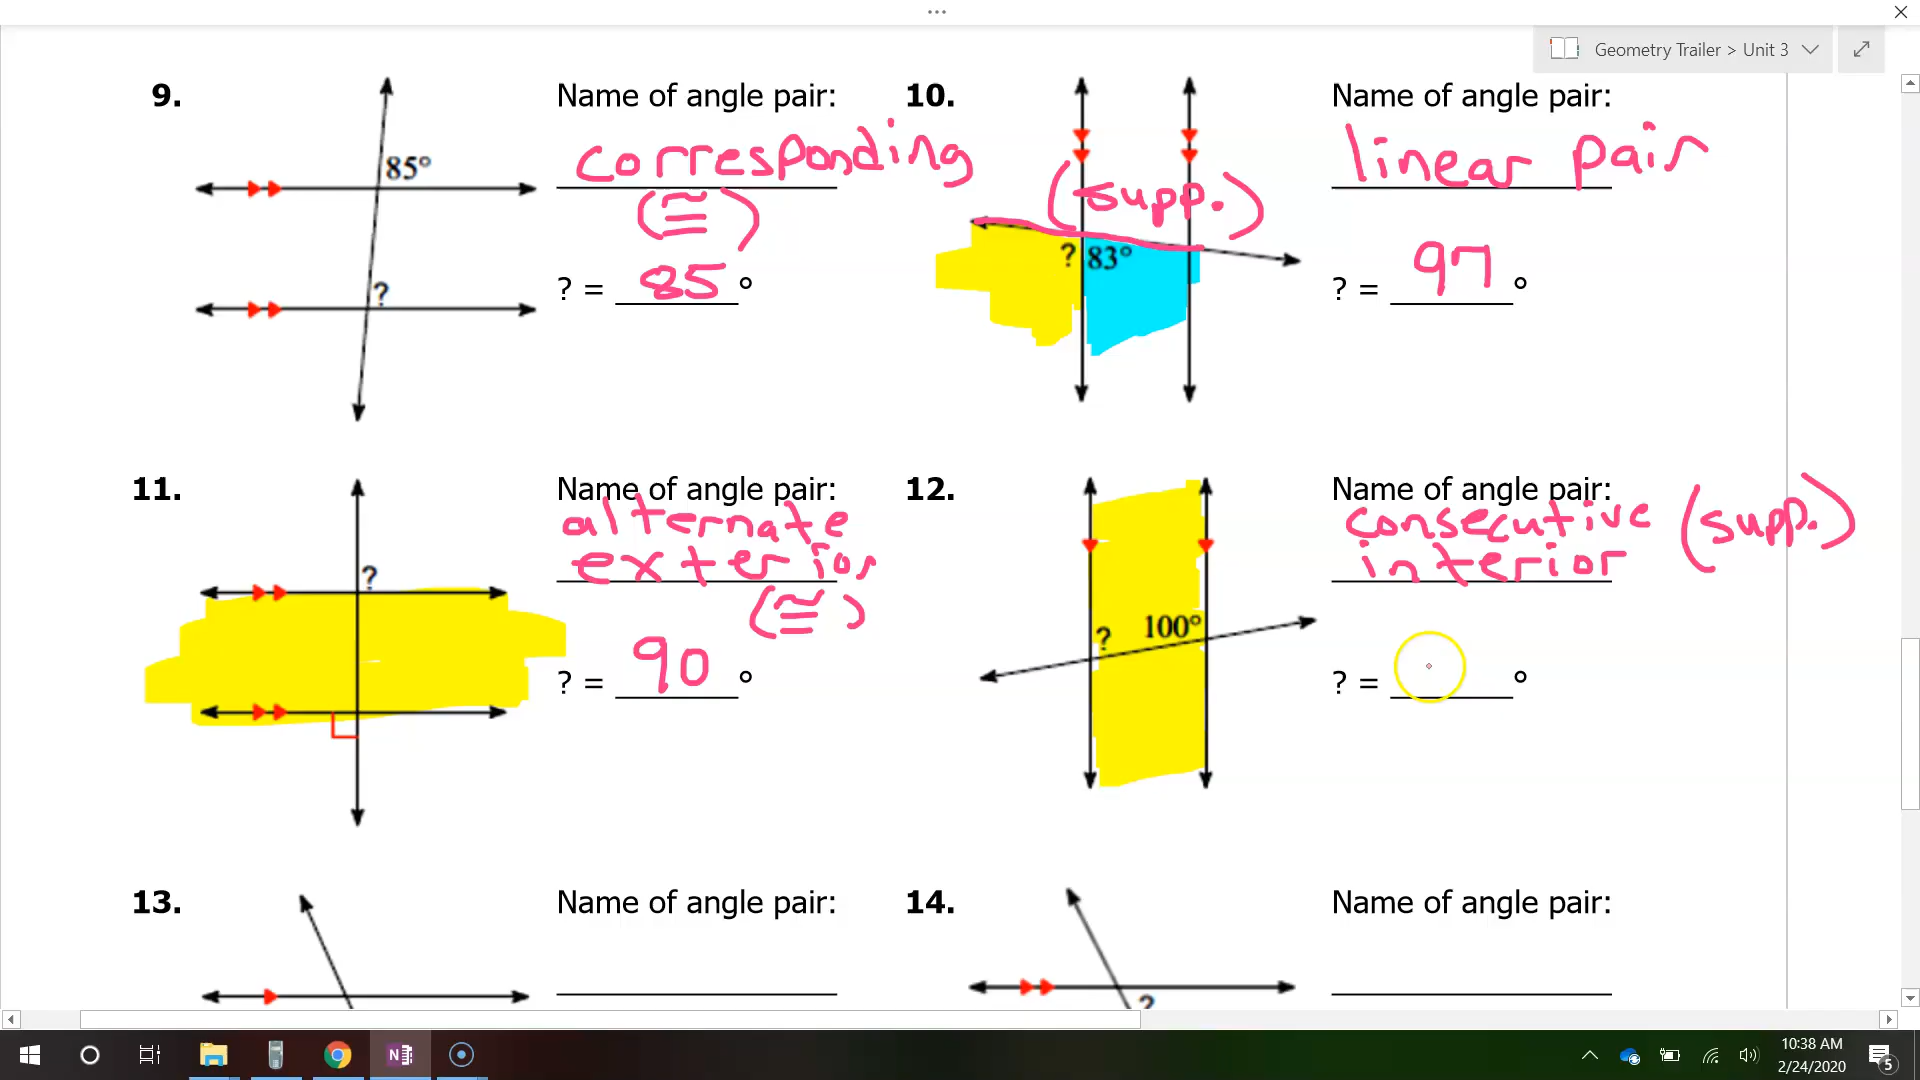 Geometry Trailer > Unit 3
9.
85°
?
Name of angle pair:
corresponding
(≅)
? = 85°
10.
(supp.)
? 83°
Name of angle pair:
linear pair
? = 97°
11.
?
Name of angle pair:
alternate
exterior
(≅)
? = 90°
12.
? 100°
Name of angle pair:
consecutive (supp.)
interior
? = ____°
13.
Name of angle pair:
14.
?
Name of angle pair:
10:38 AM
2/24/2020
5